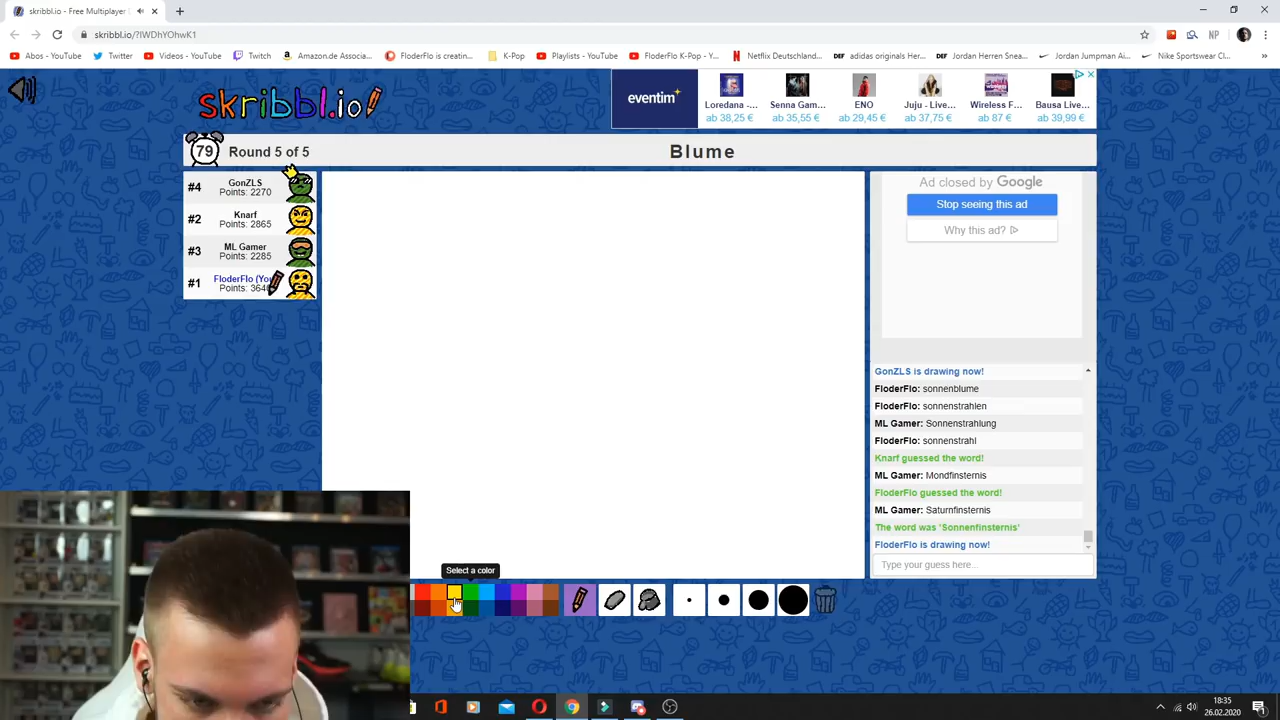 skribbl.io - Free Multiplayer
skribbl.io/?IWDhYOhwK1
NP
Abos - YouTube
Twitter
Videos - YouTube
Twitch
Amazon.de Associa...
FloderFlo is creatin...
K-Pop
Playlists - YouTube
FloderFlo K-Pop - Y...
Netflix Deutschland...
adidas originals Her...
Jordan Herren Snea...
Jordan Jumpman Ai...
Nike Sportswear Cl...
skribbl.io
eventim
Loredana -...
ab 38,25 €
Senna Gam...
ab 35,55 €
ENO
ab 29,45 €
Juju - Live...
ab 37,75 €
Wireless F...
ab 87 €
Bausa Live...
ab 39,99 €
79
Round 5 of 5
Blume
#4
GonZLS
Points: 2270
#2
Knarf
Points: 2865
#3
ML Gamer
Points: 2285
#1
FloderFlo (You
Points: 364
Ad closed by Google
Stop seeing this ad
Why this ad?
GonZLS is drawing now!
FloderFlo: sonnenblume
FloderFlo: sonnenstrahlen
ML Gamer: Sonnenstrahlung
FloderFlo: sonnenstrahl
Knarf guessed the word!
ML Gamer: Mondfinsternis
FloderFlo guessed the word!
ML Gamer: Saturnfinsternis
The word was 'Sonnenfinsternis'
FloderFlo is drawing now!
Type your guess here...
Select a color
18:35
26.02.2020